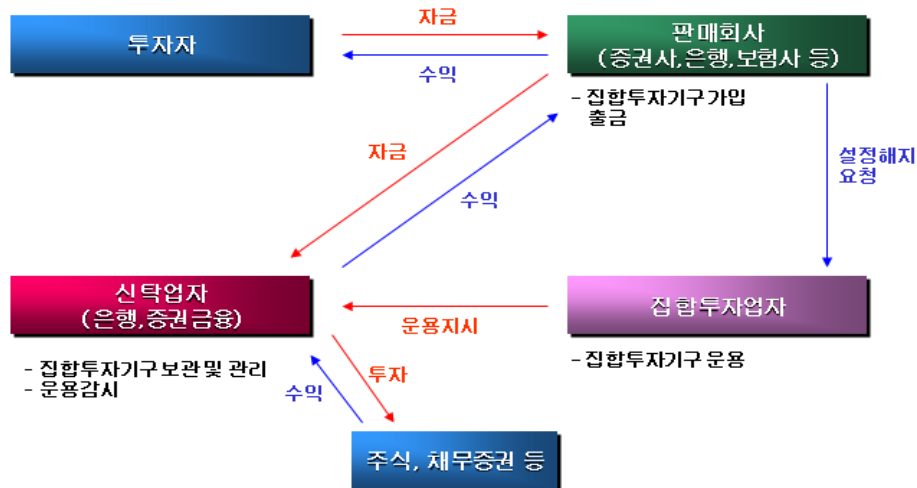 자금
투자자
판매회사
(증권사,은행,보험사 등)
수익
- 집합투자기구 가입
출금
자금
설정해지
요청
수익
신탁업자
(은행,증권금융)
집합투자업자
운용지시
- 집합투자기구 보관 및 관리
- 운용감시
- 집합투자기구 운용
투자
수익
주식, 채무증권 등